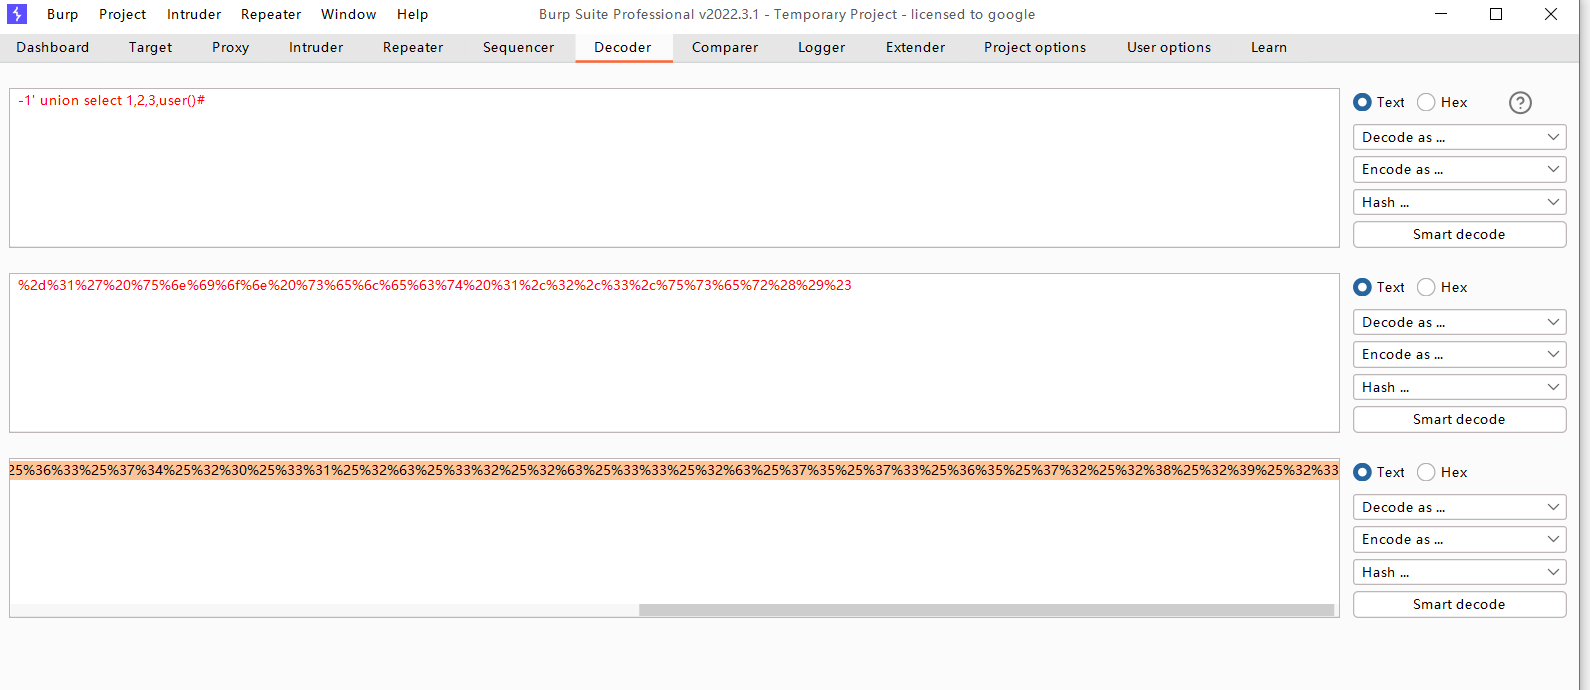 Burp Project Intruder Repeater Window Help Burp Suite Professional v2022.3.1 - Temporary Project - licensed to google
Dashboard Target Proxy Intruder Repeater Sequencer Decoder Comparer Logger Extender Project options User options Learn
-1' union select 1,2,3,user()#
Text Hex ?
Decode as ...
Encode as ...
Hash ...
Smart decode
%2d%31%27%20%75%6e%69%6f%6e%20%73%65%6c%65%63%74%20%31%2c%32%2c%33%2c%75%73%65%72%28%29%23
Text Hex
Decode as ...
Encode as ...
Hash ...
Smart decode
25%36%33%25%37%34%25%32%30%25%33%31%25%32%63%25%33%32%25%32%63%25%33%33%25%32%63%25%37%35%25%37%33%25%36%35%25%37%32%25%32%38%25%32%39%25%32%33
Text Hex
Decode as ...
Encode as ...
Hash ...
Smart decode